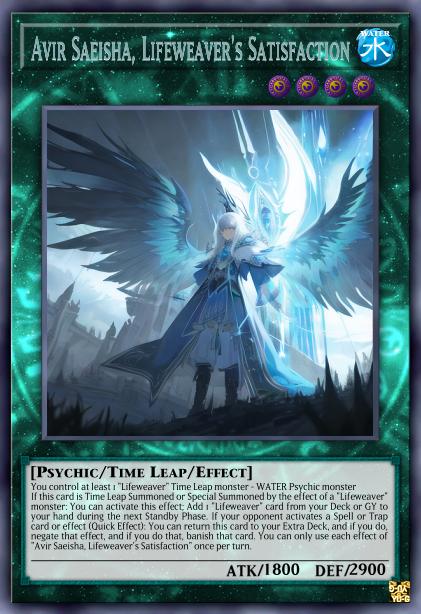 Avir Saeisha, Lifeweaver's Satisfaction
WATER
水
[Psychic/Time Leap/Effect]
You control at least 1 "Lifeweaver" Time Leap monster - WATER Psychic monster
If this card is Time Leap Summoned or Special Summoned by the effect of a "Lifeweaver"
monster: You can activate this effect; Add 1 "Lifeweaver" card from your Deck or GY to
your hand during the next Standby Phase. If your opponent activates a Spell or Trap
card or effect (Quick Effect): You can return this card to your Extra Deck, and if you do,
negate that effect, and if you do that, banish that card. You can only use each effect of
"Avir Saeisha, Lifeweaver's Satisfaction" once per turn.
ATK/1800 DEF/2900